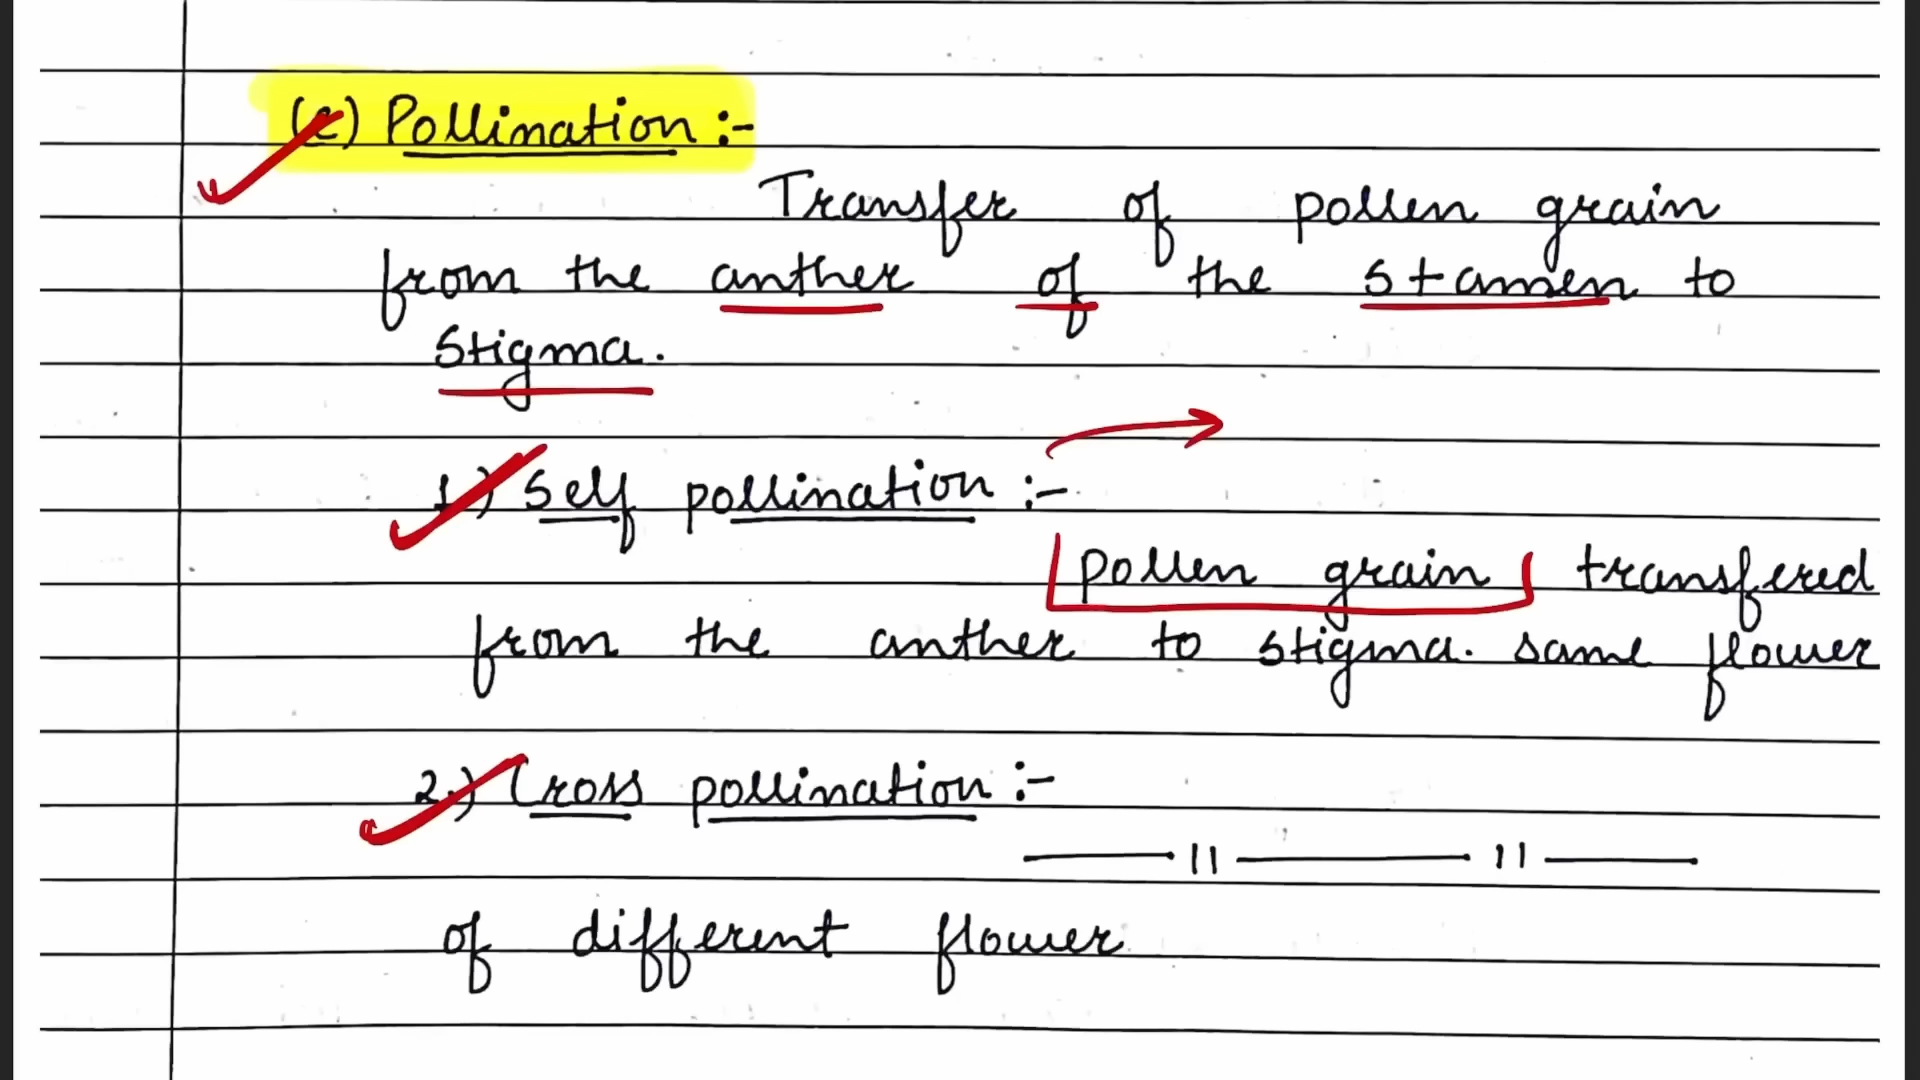 (c) Pollination :-
Transfer of pollen grain
from the anther of the stamen to
Stigma.
1.) Self pollination :-
pollen grain transfered
from the anther to stigma. same flower
2.) Cross pollination :-
—— 11 —— 11 ——
of different flower